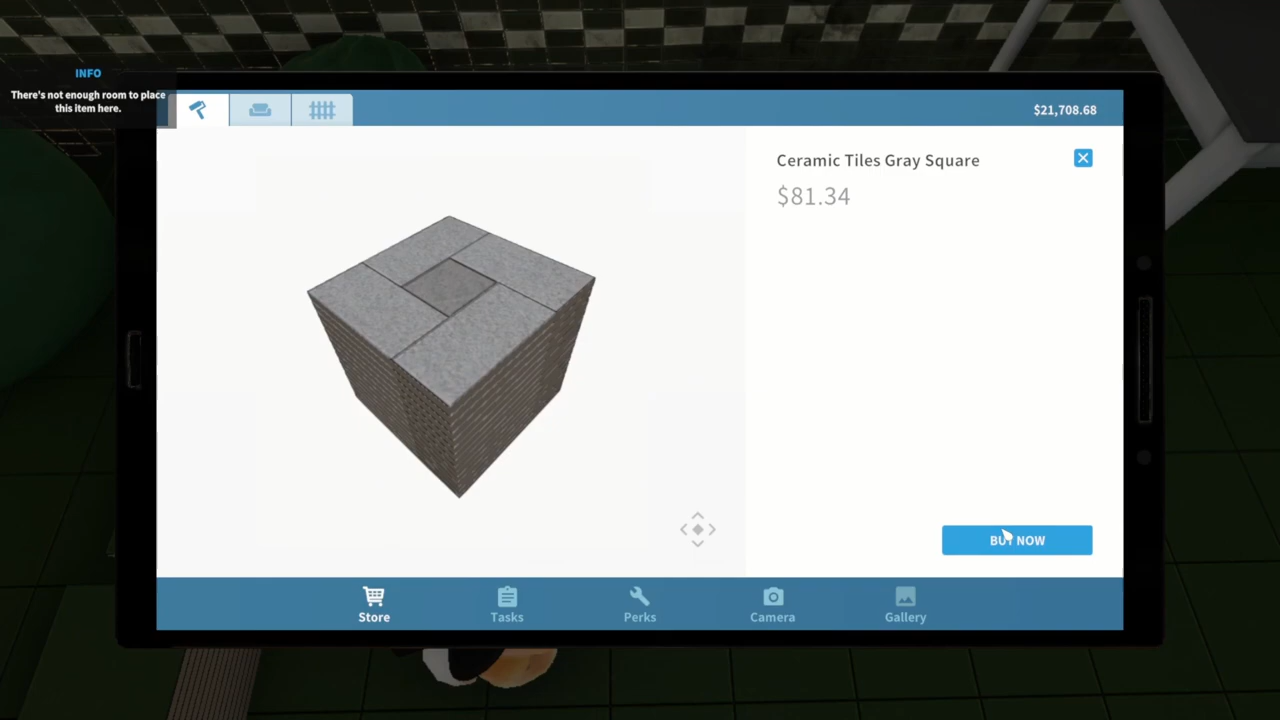 INFO
There's not enough room to place
this item here.
$21,708.68
Ceramic Tiles Gray Square
$81.34
BUY NOW
Store
Tasks
Perks
Camera
Gallery